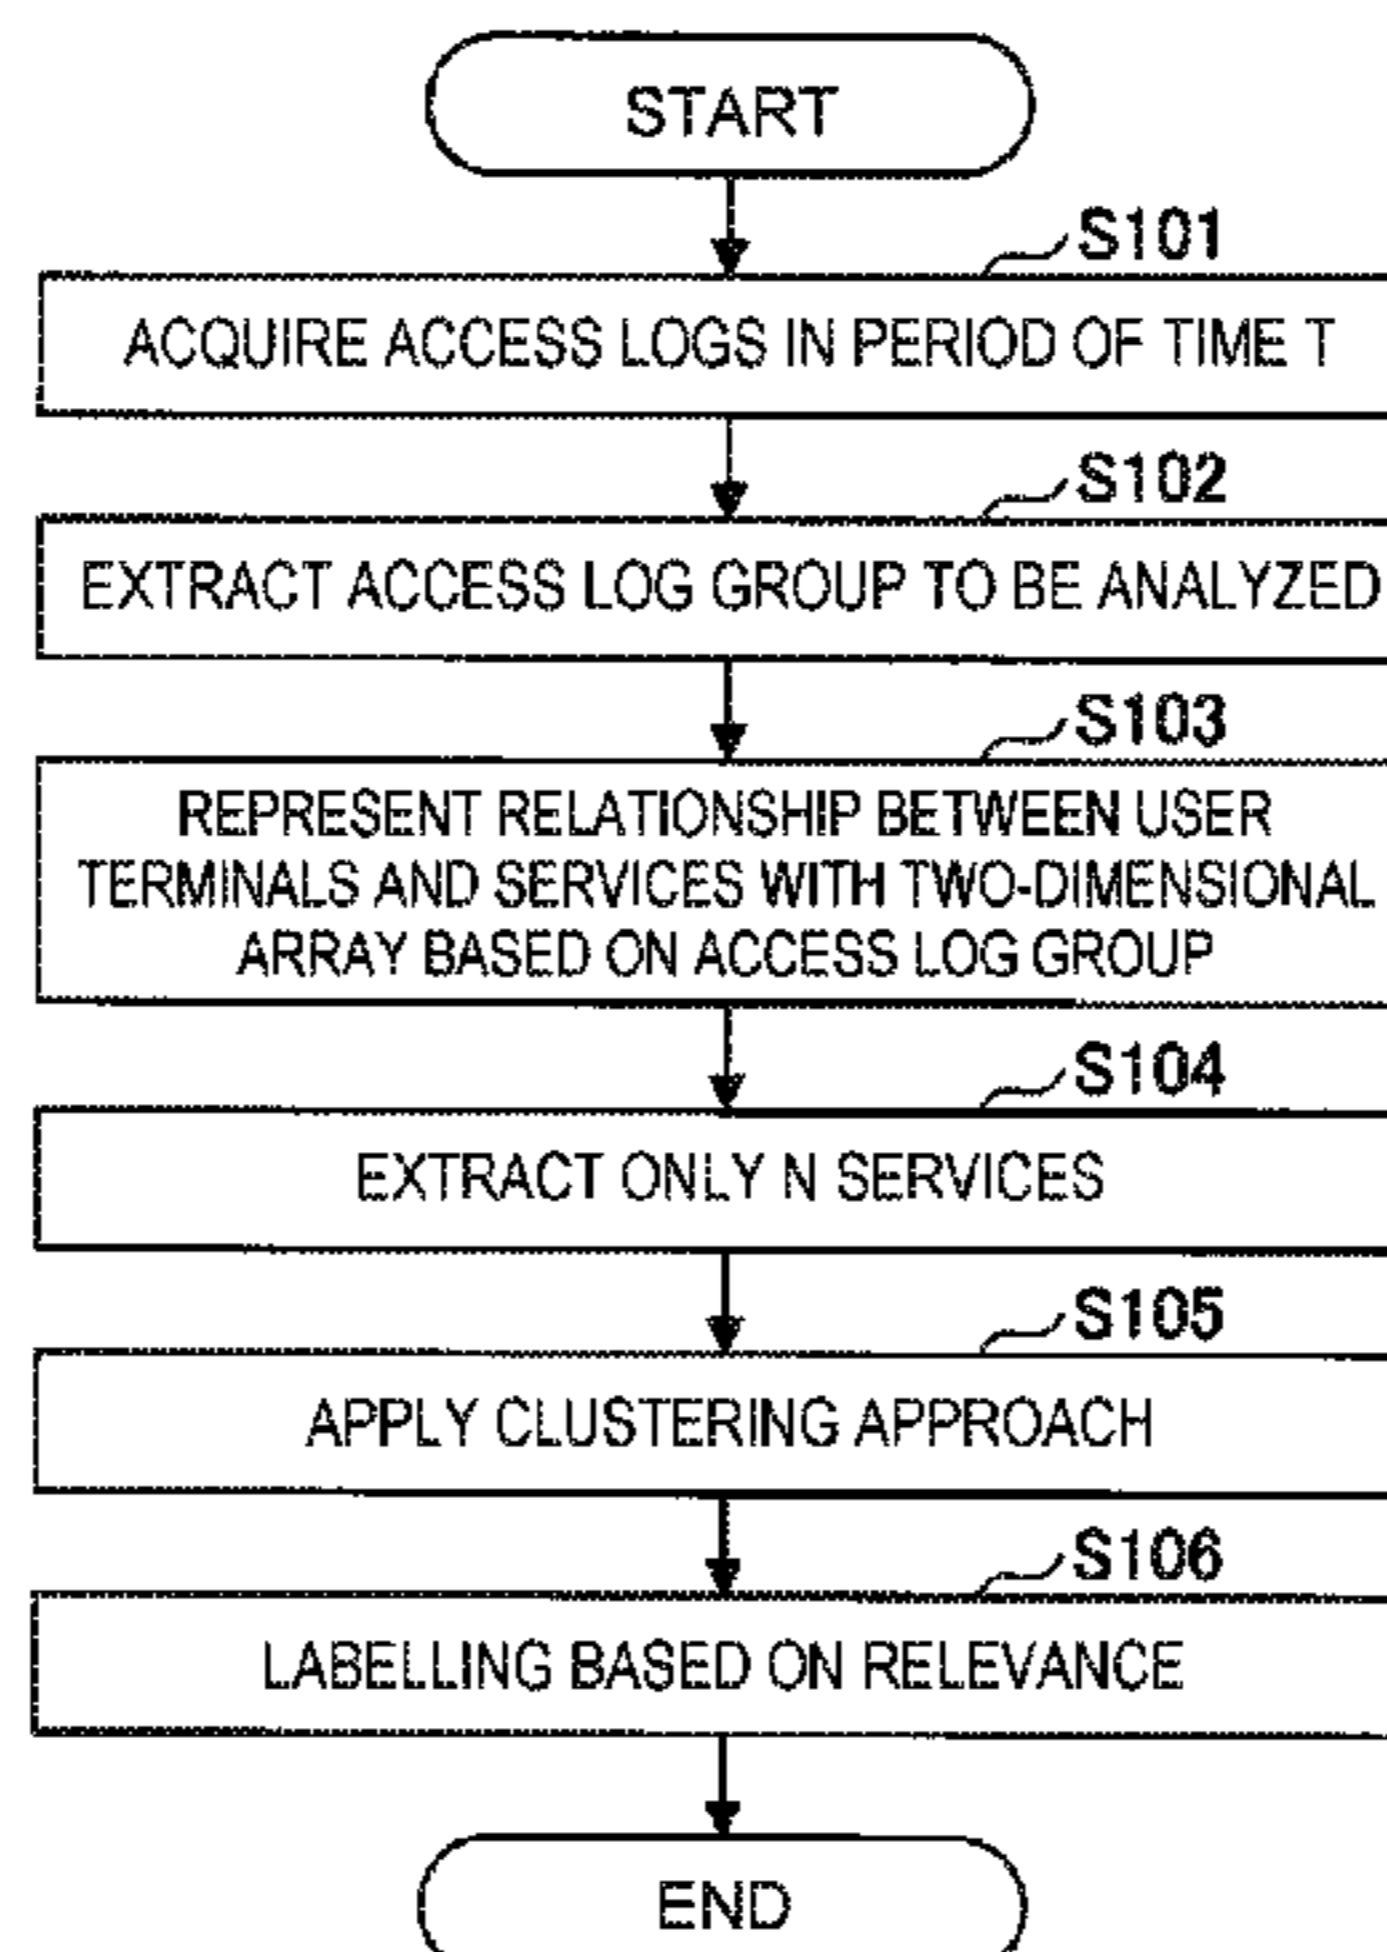 START
S101
ACQUIRE ACCESS LOGS IN PERIOD OF TIME T
S102
EXTRACT ACCESS LOG GROUP TO BE ANALYZED
S103
REPRESENT RELATIONSHIP BETWEEN USER
TERMINALS AND SERVICES WITH TWO-DIMENSIONAL
ARRAY BASED ON ACCESS LOG GROUP
S104
EXTRACT ONLY N SERVICES
S105
APPLY CLUSTERING APPROACH
S106
LABELLING BASED ON RELEVANCE
END